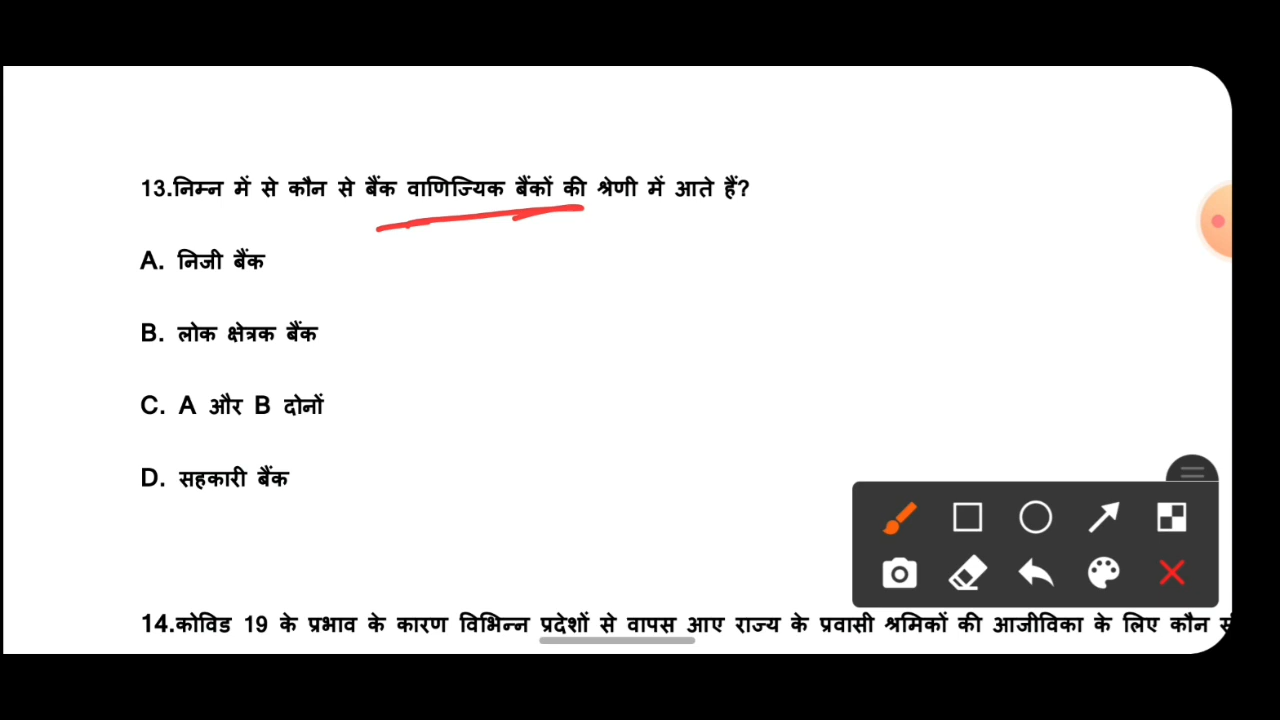 13.निम्न में से कौन से बैंक वाणिज्यिक बैंकों की श्रेणी में आते हैं?
A. निजी बैंक
B. लोक क्षेत्रक बैंक
C. A और B दोनों
D. सहकारी बैंक
14.कोविड 19 के प्रभाव के कारण विभिन्न प्रदेशों से वापस आए राज्य के प्रवासी श्रमिकों की आजीविका के लिए कौन